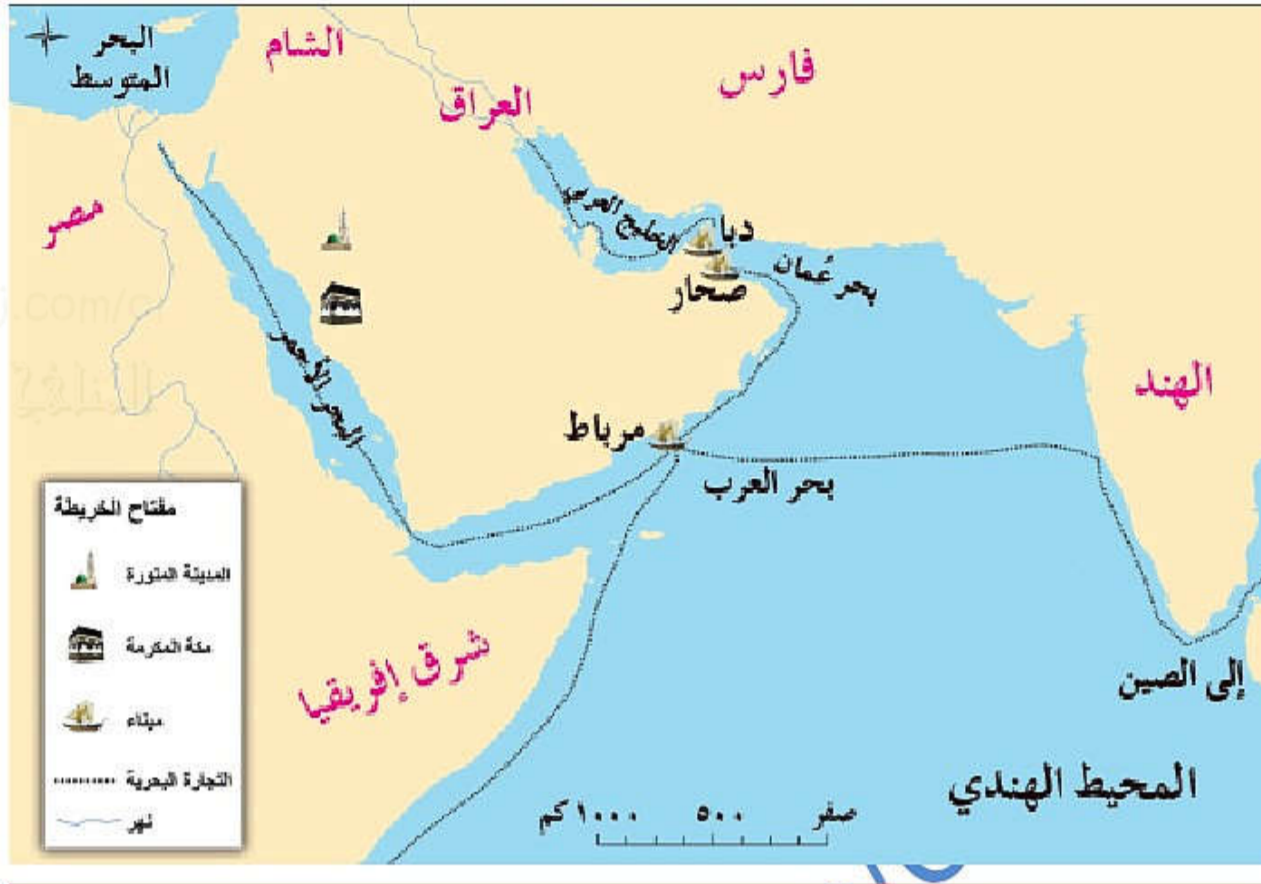 البحر
المتوسط
الشام
العراق
فارس
مصر
الخليج العربي
دبا
صحار
بحر عُمان
الهند
البحر الأحمر
مرباط
بحر العرب
شرق إفريقيا
إلى الصين
المحيط الهندي
صفر ٥٠٠ ١٠٠٠ كم
مفتاح الخريطة
المدينة المنورة
مكة المكرمة
ميناء
التجارة البحرية
نهر